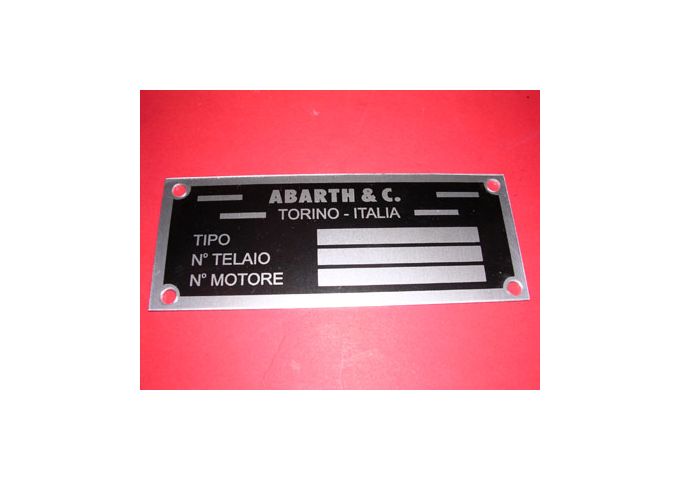 ABARTH & C.
TORINO - ITALIA
TIPO
N° TELAIO
N° MOTORE